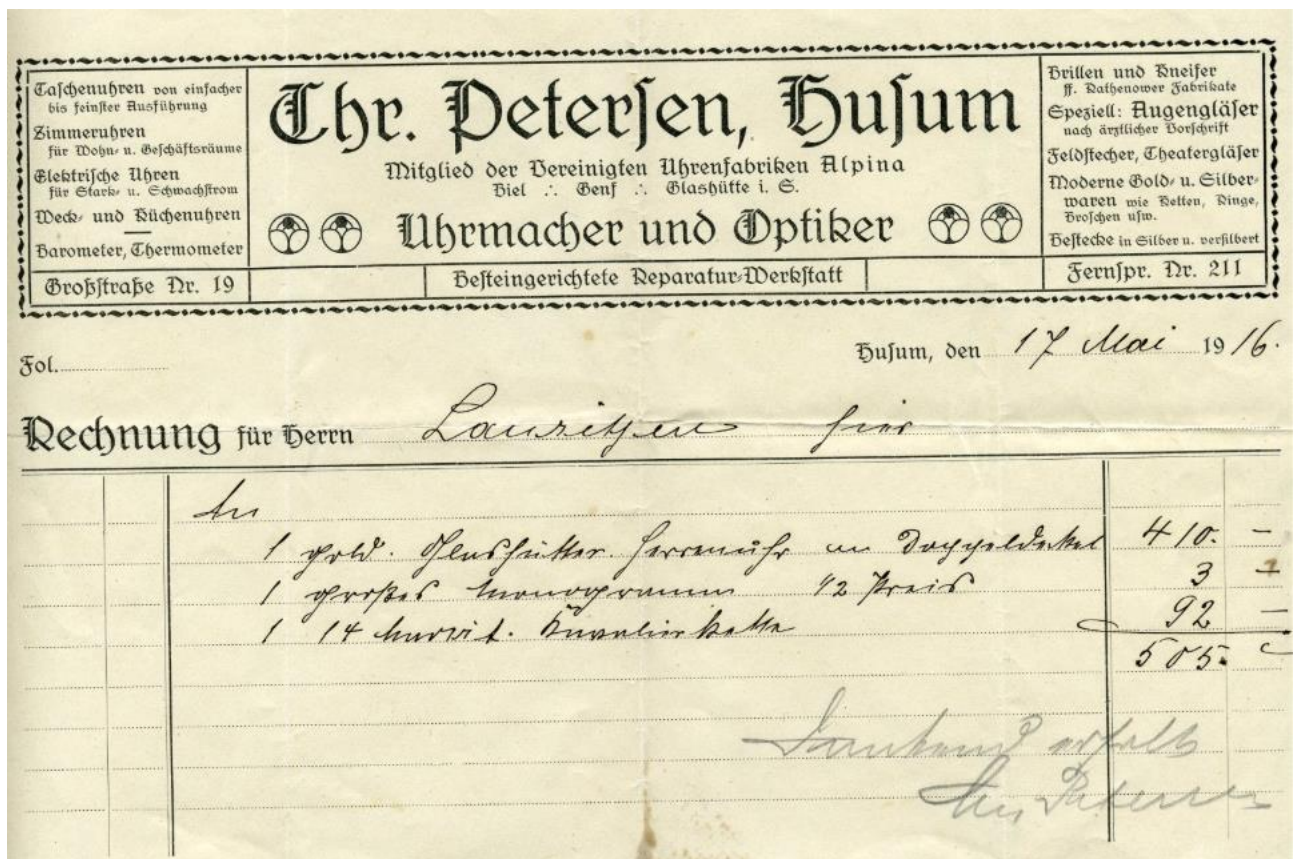 Taschenuhren von einfacher
bis feinster Ausführung
Zimmeruhren
für Wohn- u. Geschäftsräume
Elektrische Uhren
für Stark- u. Schwachstrom
Weck- und Küchenuhren
Barometer, Thermometer
Großstraße Nr. 19
Chr. Petersen, Husum
Mitglied der Vereinigten Uhrenfabriken Alpina
Biel ∴ Genf ∴ Glashütte i. S.
Uhrmacher und Optiker
Besteingerichtete Reparatur-Werkstatt
Brillen und Kneifer
ff. Rathenower Fabrikate
Speziell: Augengläser
nach ärztlicher Vorschrift
Feldstecher, Theatergläser
Moderne Gold- u. Silber-
waren wie Ketten, Ringe,
Broschen usw.
Bestecke in Silber u. versilbert
Fernspr. Nr. 211
Fol.
Husum, den 17 Mai 1916.
Rechnung für Herrn Lauritzen hier
An
1 gold. Glashütter. Herrenuhr m Doppeldeckel 410. —
1 großes Monogramm 1/2 Preis 3 —
1 14 karät. Kavalierkette 92 —
505.
Dankend erhalt
Chr Petersen